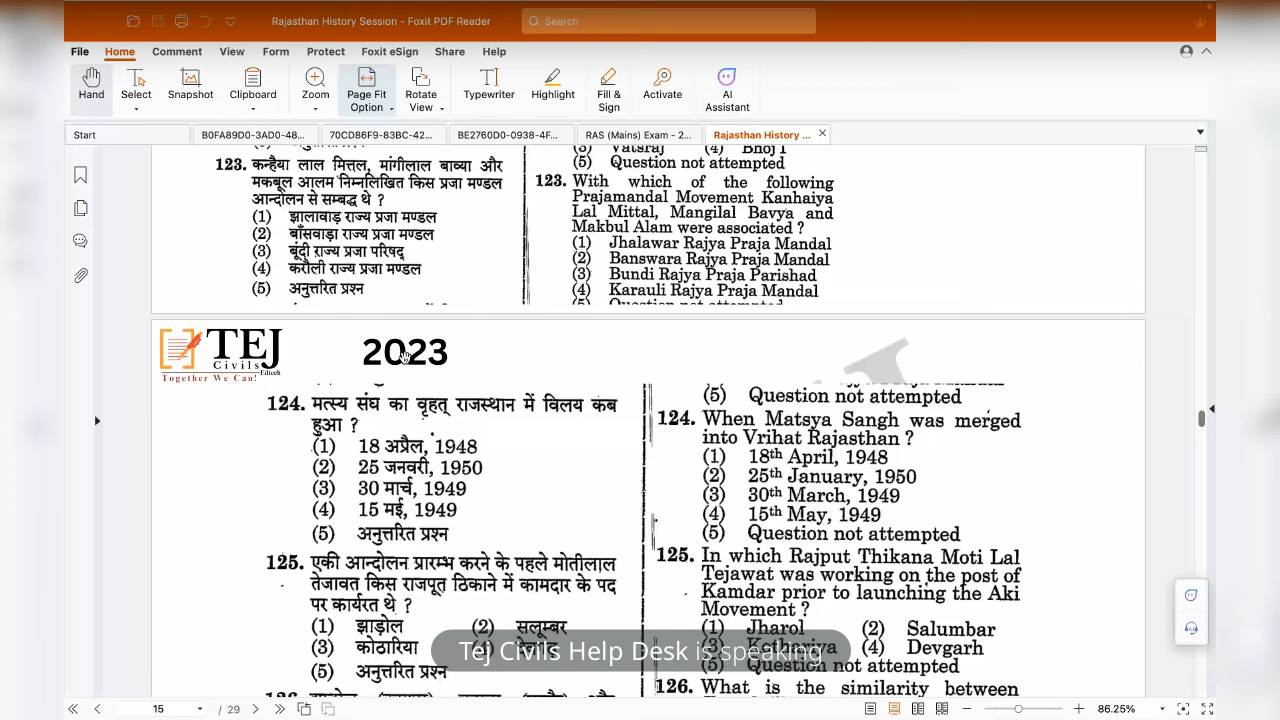 Rajasthan History Session - Foxit PDF Reader
Search
File Home Comment View Form Protect Foxit eSign Share Help
Hand Select Snapshot Clipboard Zoom Page Fit Option Rotate View Typewriter Highlight Fill & Sign Activate AI Assistant
Start B0FA89D0-3AD0-48... 70CD86F9-83BC-42... BE2760D0-0938-4F... RAS (Mains) Exam - 2... Rajasthan History ...
123. कन्हैया लाल मित्तल, मांगीलाल बाव्या और
मकबूल आलम निम्नलिखित किस प्रजा मण्डल
आन्दोलन से सम्बद्ध थे ?
(1) झालावाड़ राज्य प्रजा मण्डल
(2) बाँसवाड़ा राज्य प्रजा मण्डल
(3) बूंदी राज्य प्रजा परिषद्
(4) करौली राज्य प्रजा मण्डल
(5) अनुत्तरित प्रश्न
(3) Vatsraj (4) Bhoj I
(5) Question not attempted
123. With which of the following
Prajamandal Movement Kanhaiya
Lal Mittal, Mangilal Bavya and
Makbul Alam were associated ?
(1) Jhalawar Rajya Praja Mandal
(2) Banswara Rajya Praja Mandal
(3) Bundi Rajya Praja Parishad
(4) Karauli Rajya Praja Mandal
(5) Question not attempted
TEJ
Civils
Edtech
Together We Can!
2023
124. मत्स्य संघ का वृहत् राजस्थान में विलय कब
हुआ ?
(1) 18 अप्रैल, 1948
(2) 25 जनवरी, 1950
(3) 30 मार्च, 1949
(4) 15 मई, 1949
(5) अनुत्तरित प्रश्न
125. एकी आन्दोलन प्रारम्भ करने के पहले मोतीलाल
तेजावत किस राजपूत ठिकाने में कामदार के पद
पर कार्यरत थे ?
(1) झाड़ोल (2) सलूम्बर
(3) कोठारिया
(5) अनुत्तरित प्रश्न
(5) Question not attempted
124. When Matsya Sangh was merged
into Vrihat Rajasthan ?
(1) 18th April, 1948
(2) 25th January, 1950
(3) 30th March, 1949
(4) 15th May, 1949
(5) Question not attempted
125. In which Rajput Thikana Moti Lal
Tejawat was working on the post of
Kamdar prior to launching the Aki
Movement ?
(1) Jharol (2) Salumbar
(3) Kothariya (4) Devgarh
(5) Question not attempted
126. What is the similarity between
Tej Civils Help Desk is speaking
15 / 29
86.25%